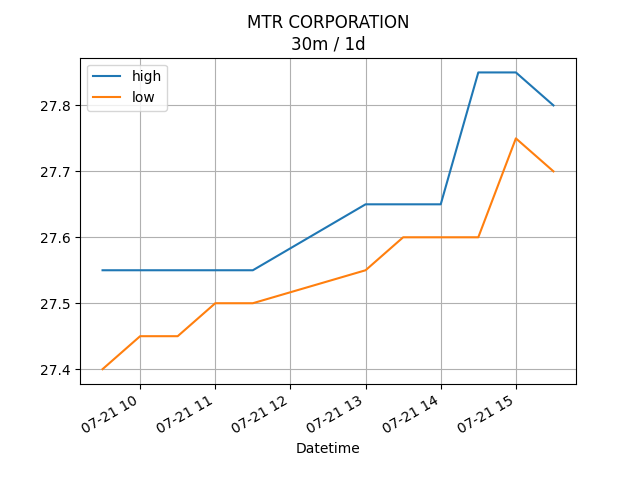 MTR CORPORATION
30m / 1d
high
low
27.8
27.7
27.6
27.5
27.4
07-21 10
07-21 11
07-21 12
07-21 13
07-21 14
07-21 15
Datetime